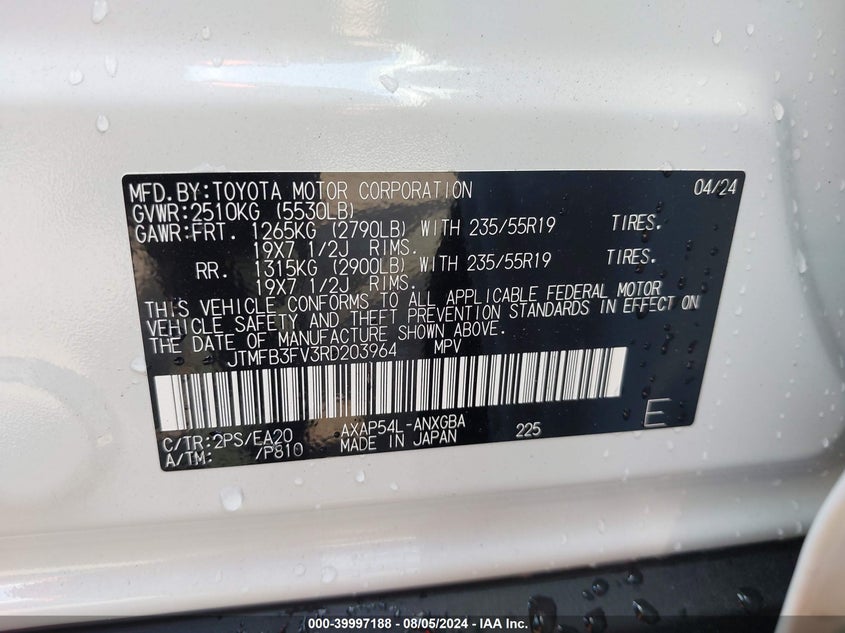 MFD.BY:TOYOTA MOTOR CORPORATION 04/24
GVWR:2510KG (5530LB)
GAWR:FRT. 1265KG (2790LB) WITH 235/55R19 TIRES.
19X7 1/2J RIMS.
RR. 1315KG (2900LB) WITH 235/55R19 TIRES.
19X7 1/2J RIMS.
THIS VEHICLE CONFORMS TO ALL APPLICABLE FEDERAL MOTOR
VEHICLE SAFETY AND THEFT PREVENTION STANDARDS IN EFFECT ON
THE DATE OF MANUFACTURE SHOWN ABOVE.
JTMFB3FV3RD203964 MPV
C/TR:2PS/EA20 AXAP54L-ANXGBA 225 E
A/TM: /P810 MADE IN JAPAN
000-39997188 - 08/05/2024 - IAA Inc.